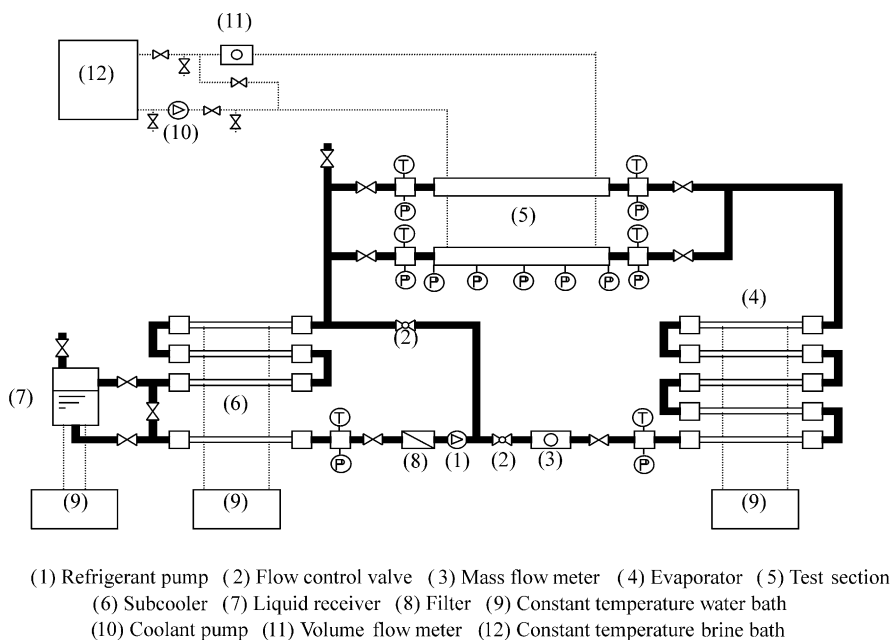 (11)
(12)
(10)
T
T
P
(5)
P
T
T
P
P
P
P
P
P
P
(4)
(2)
(7)
(6)
T
T
P
(8)
(1)
(2)
(3)
P
(9)
(9)
(9)
(1) Refrigerant pump (2) Flow control valve (3) Mass flow meter (4) Evaporator (5) Test section
(6) Subcooler (7) Liquid receiver (8) Filter (9) Constant temperature water bath
(10) Coolant pump (11) Volume flow meter (12) Constant temperature brine bath